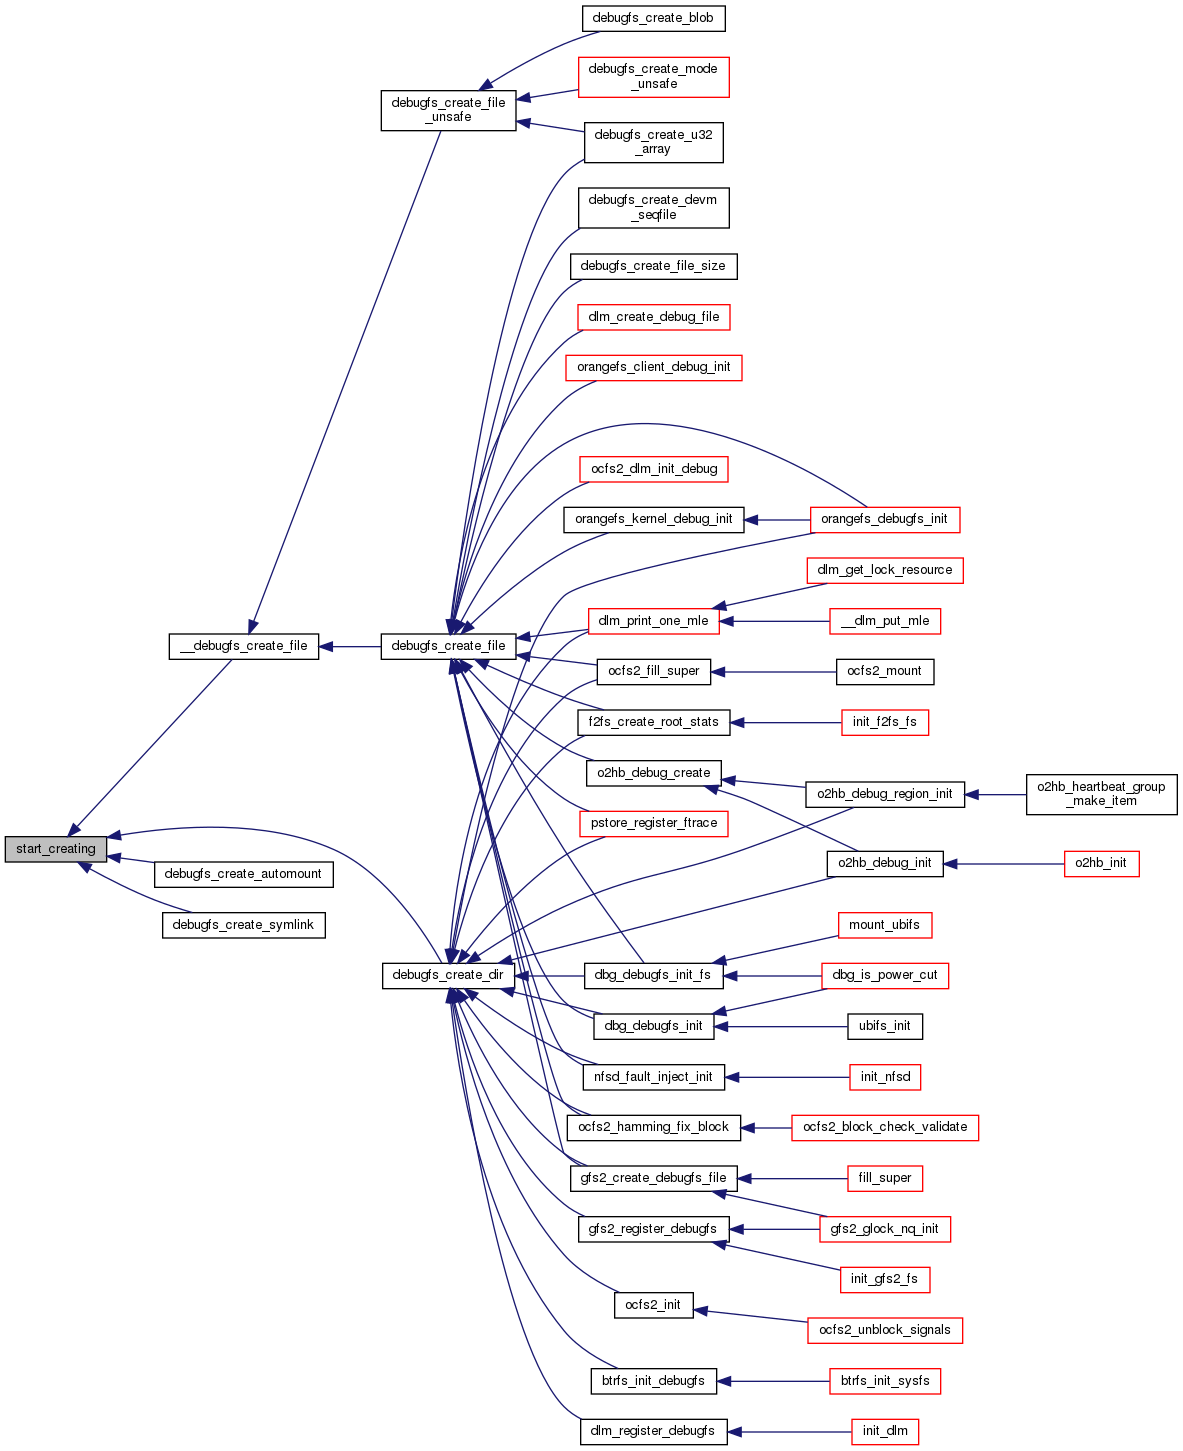 debugfs_create_blob
debugfs_create_mode
_unsafe
debugfs_create_file
_unsafe
debugfs_create_u32
_array
debugfs_create_devm
_seqfile
debugfs_create_file_size
dlm_create_debug_file
orangefs_client_debug_init
ocfs2_dlm_init_debug
orangefs_kernel_debug_init
orangefs_debugfs_init
dlm_get_lock_resource
dlm_print_one_mle
__dlm_put_mle
__debugfs_create_file
debugfs_create_file
ocfs2_fill_super
ocfs2_mount
f2fs_create_root_stats
init_f2fs_fs
o2hb_debug_create
o2hb_debug_region_init
o2hb_heartbeat_group
_make_item
pstore_register_ftrace
start_creating
o2hb_debug_init
o2hb_init
debugfs_create_automount
debugfs_create_symlink
mount_ubifs
debugfs_create_dir
dbg_debugfs_init_fs
dbg_is_power_cut
dbg_debugfs_init
ubifs_init
nfsd_fault_inject_init
init_nfsd
ocfs2_hamming_fix_block
ocfs2_block_check_validate
gfs2_create_debugfs_file
fill_super
gfs2_register_debugfs
gfs2_glock_nq_init
init_gfs2_fs
ocfs2_init
ocfs2_unblock_signals
btrfs_init_debugfs
btrfs_init_sysfs
dlm_register_debugfs
init_dlm